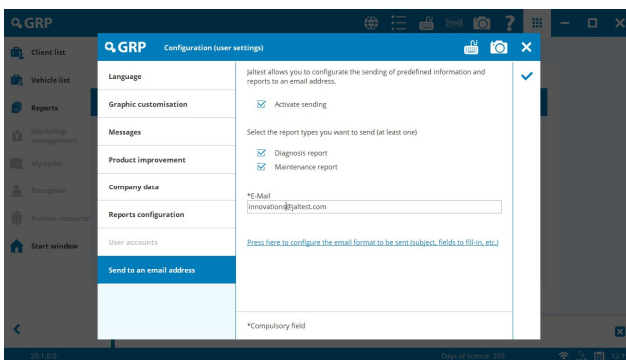 GRP
?
Client list
Vehicle list
Reports
Workshop
management
My tasks
Reception
Human resources
Start window
20.1.0.0
Days of licence: 305
GRP Configuration (user settings)
Language
Graphic customisation
Messages
Product improvement
Company data
Reports configuration
User accounts
Send to an email address
Jaltest allows you to configurate the sending of predefined information and
reports to an email address.
Activate sending
Select the report types you want to send (at least one)
Diagnosis report
Maintenance report
*E-Mail
innovations@jaltest.com
Press here to configure the email format to be sent (subject, fields to fill-in, etc.)
*Compulsory field